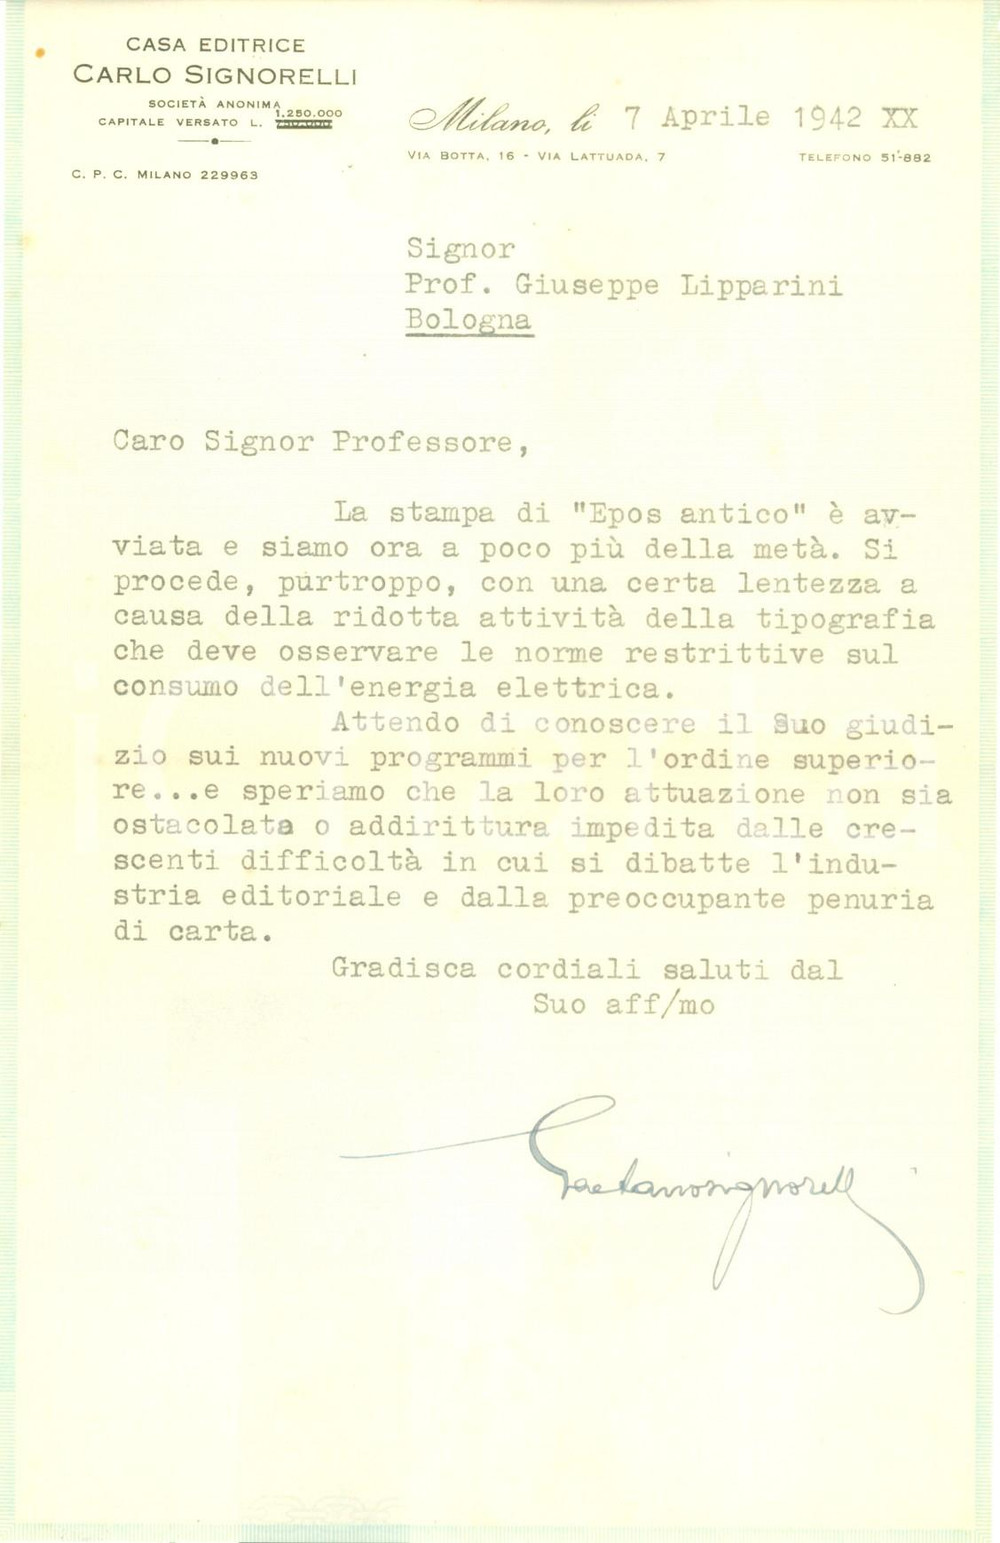 CASA EDITRICE
CARLO SIGNORELLI
SOCIETÀ ANONIMA
1.250.000
CAPITALE VERSATO L. 750.000
C. P. C. MILANO 229963
Milano, li 7 Aprile 1942 XX
VIA BOTTA, 16 - VIA LATTUADA, 7 TELEFONO 51-882
Signor
Prof. Giuseppe Lipparini
Bologna
Caro Signor Professore,
La stampa di "Epos antico" è av-
viata e siamo ora a poco più della metà. Si
procede, purtroppo, con una certa lentezza a
causa della ridotta attività della tipografia
che deve osservare le norme restrittive sul
consumo dell'energia elettrica.
Attendo di conoscere il Suo giudi-
zio sui nuovi programmi per l'ordine superio-
re...e speriamo che la loro attuazione non sia
ostacolata o addirittura impedita dalle cre-
scenti difficoltà in cui si dibatte l'indu-
stria editoriale e dalla preoccupante penuria
di carta.
Gradisca cordiali saluti dal
Suo aff/mo
Gaetano Signorelli